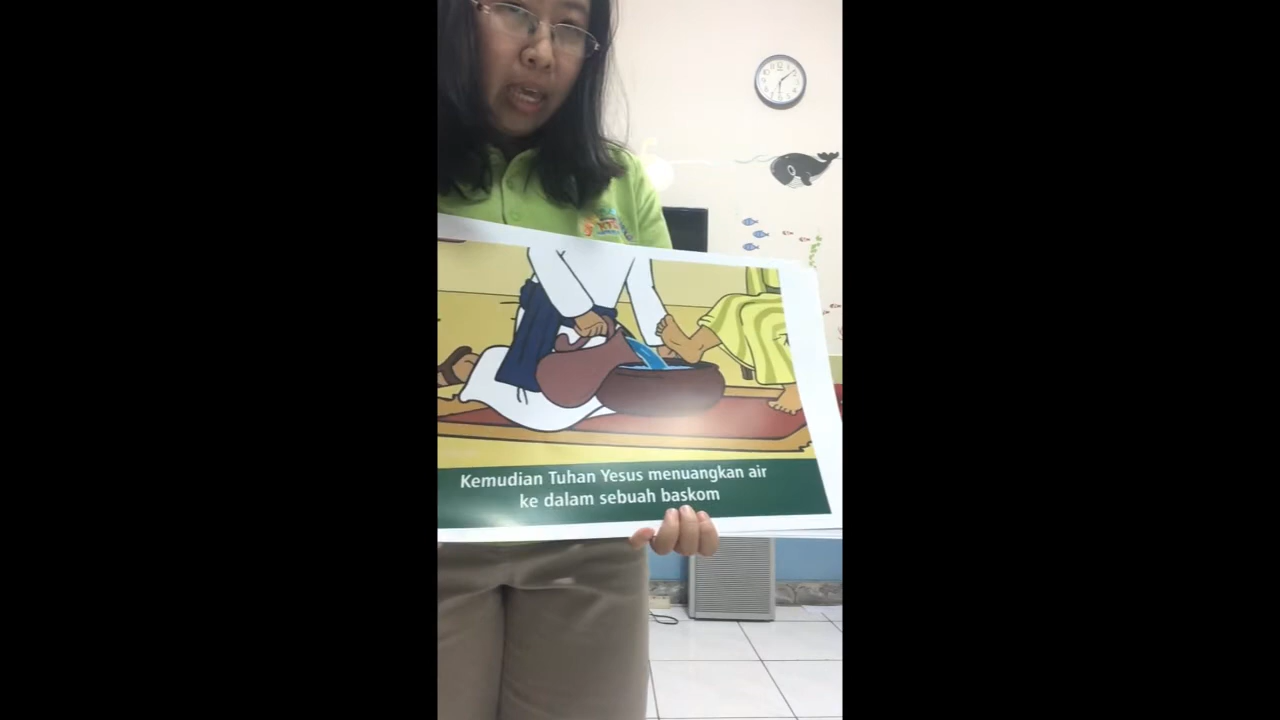 Kemudian Tuhan Yesus menuangkan air
ke dalam sebuah baskom